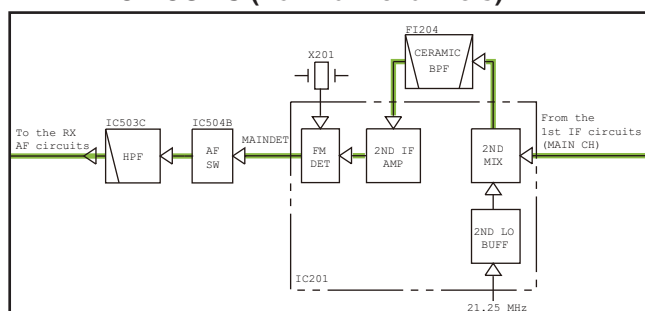 FI204
CERAMIC
BPF
X201
IC503C
IC504B
To the RX
AF circuits
HPF
AF
SW
MAINDET
FM
DET
2ND IF
AMP
2ND
MIX
From the
1st IF circuits
(MAIN CH)
2ND LO
BUFF
IC201
21.25 MHz